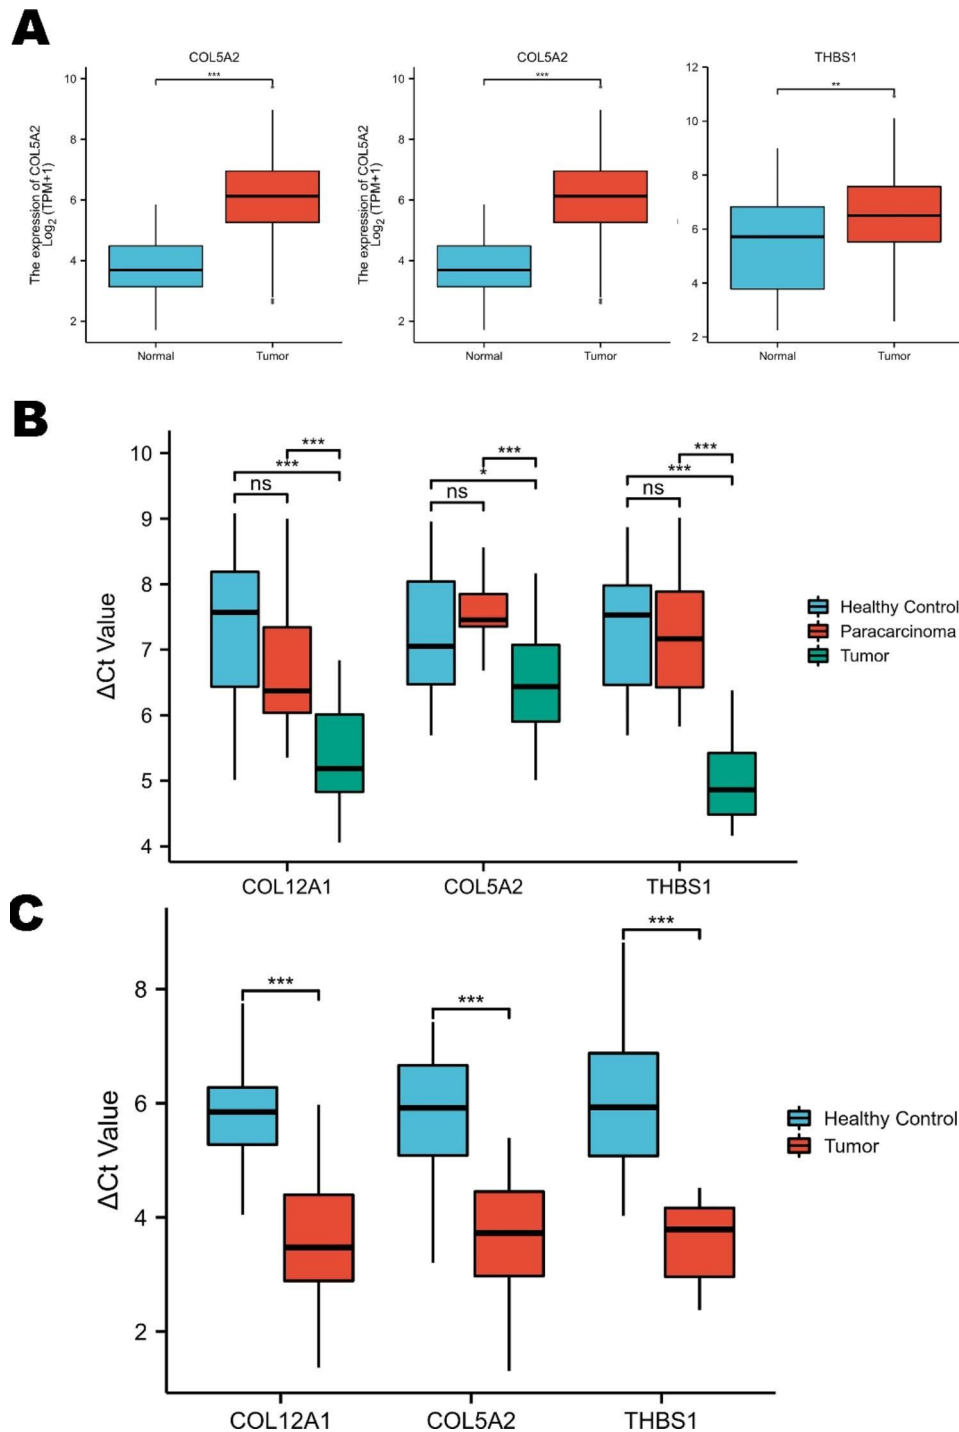 A
COL5A2
***
10
8
6
4
2
The expression of COL5A2
Log2 (TPM+1)
Normal
Tumor
COL5A2
***
10
8
6
4
2
The expression of COL5A2
Log2 (TPM+1)
Normal
Tumor
THBS1
**
12
10
8
6
4
2
Normal
Tumor
B
10
9
8
7
6
5
4
ΔCt Value
***
***
ns
***
*
ns
***
***
ns
COL12A1
COL5A2
THBS1
Healthy Control
Paracarcinoma
Tumor
C
8
6
4
2
ΔCt Value
***
***
***
COL12A1
COL5A2
THBS1
Healthy Control
Tumor